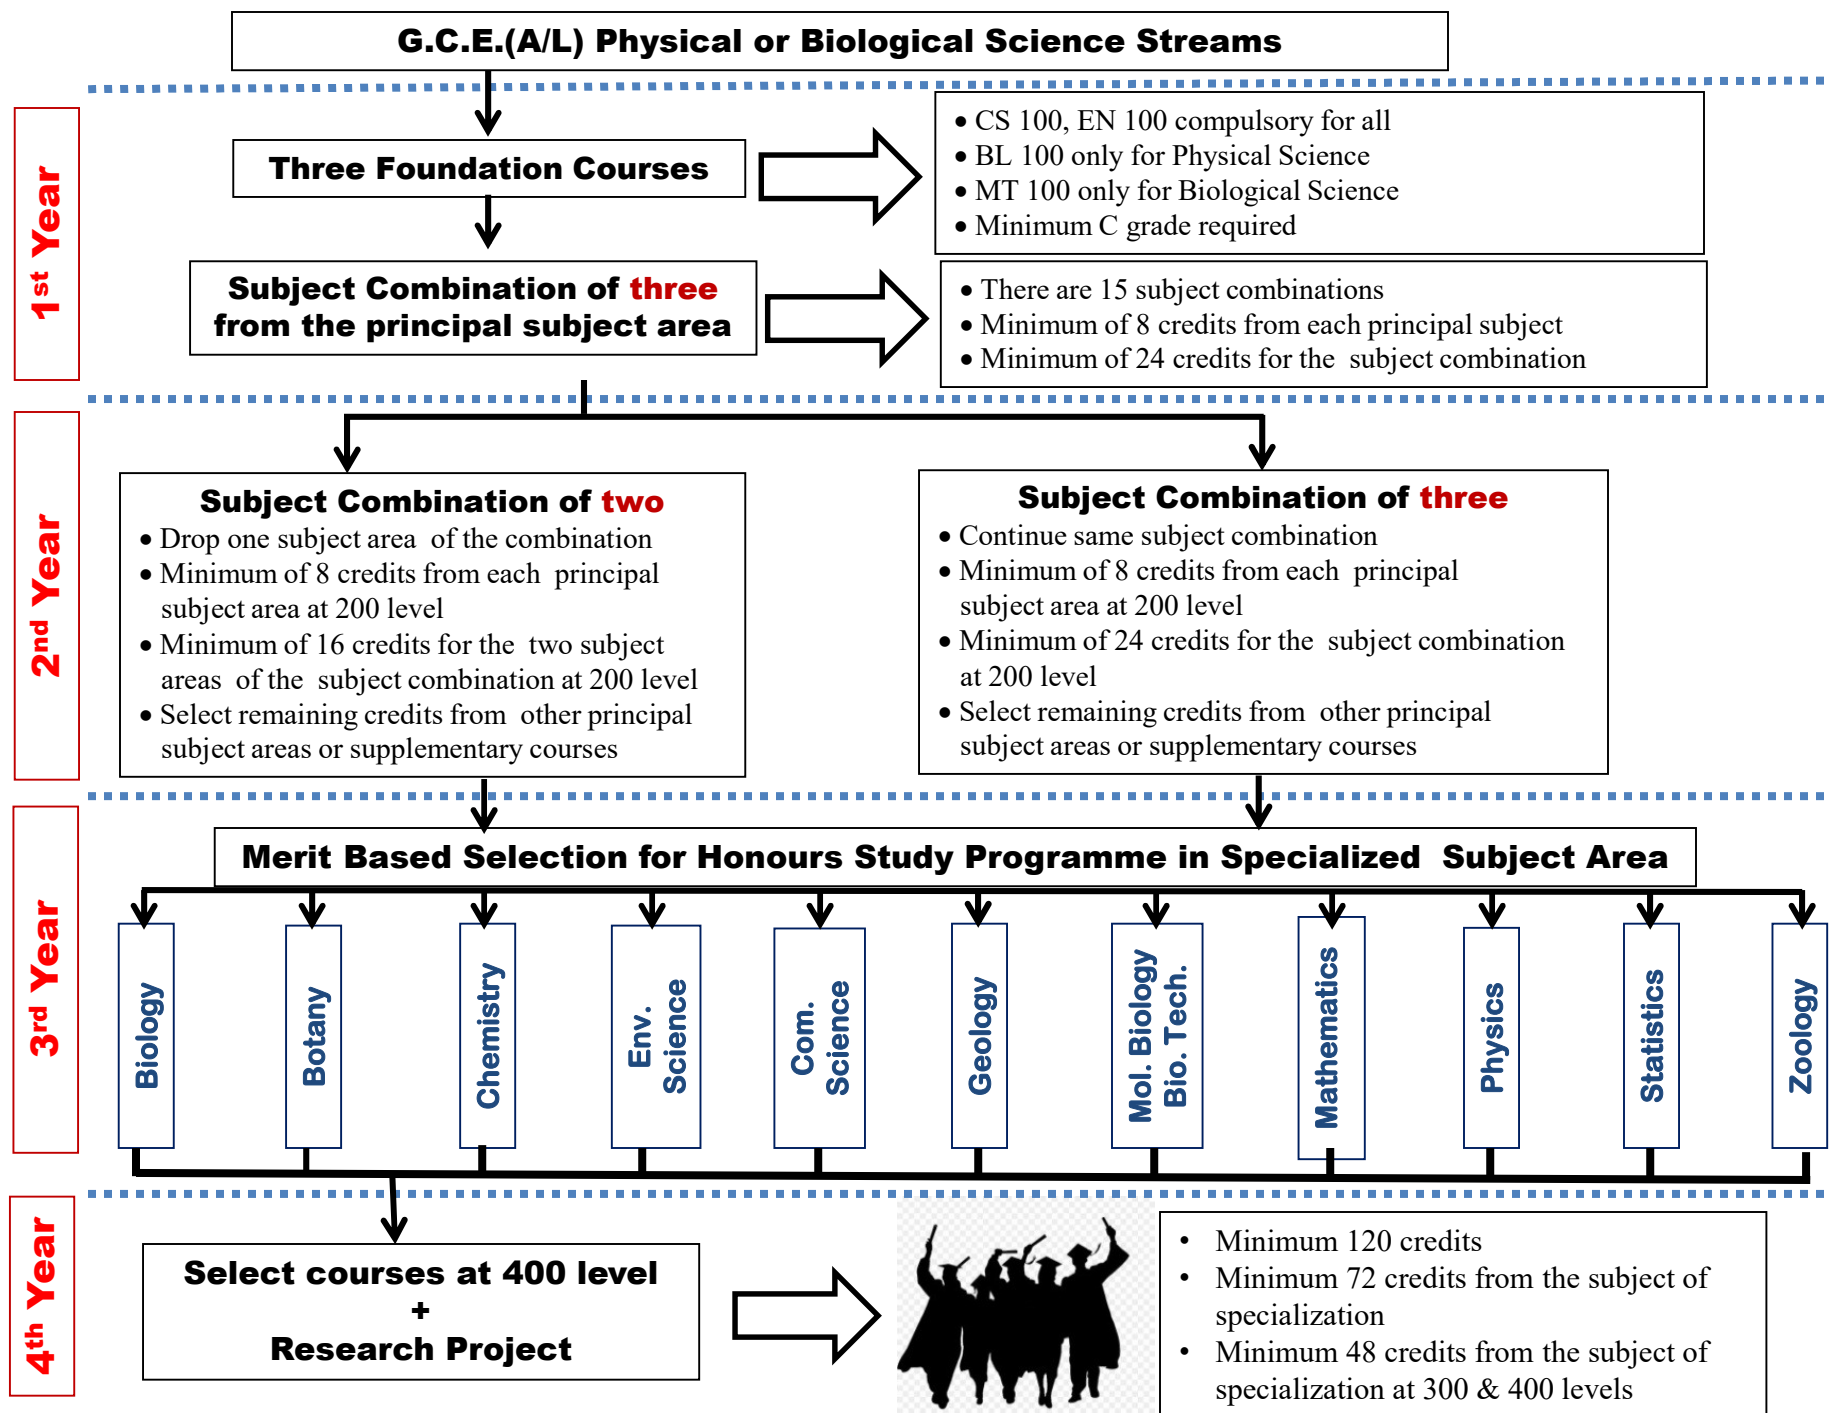 G.C.E.(A/L) Physical or Biological Science Streams
1st Year
Three Foundation Courses
• CS 100, EN 100 compulsory for all
• BL 100 only for Physical Science
• MT 100 only for Biological Science
• Minimum C grade required
Subject Combination of three
from the principal subject area
• There are 15 subject combinations
• Minimum of 8 credits from each principal subject
• Minimum of 24 credits for the subject combination
2nd Year
Subject Combination of two
• Drop one subject area of the combination
• Minimum of 8 credits from each principal
subject area at 200 level
• Minimum of 16 credits for the two subject
areas of the subject combination at 200 level
• Select remaining credits from other principal
subject areas or supplementary courses
Subject Combination of three
• Continue same subject combination
• Minimum of 8 credits from each principal
subject area at 200 level
• Minimum of 24 credits for the subject combination
at 200 level
• Select remaining credits from other principal
subject areas or supplementary courses
3rd Year
Merit Based Selection for Honours Study Programme in Specialized Subject Area
Biology
Botany
Chemistry
Env.
Science
Com.
Science
Geology
Mol. Biology
Bio. Tech.
Mathematics
Physics
Statistics
Zoology
4th Year
Select courses at 400 level
+
Research Project
• Minimum 120 credits
• Minimum 72 credits from the subject of
specialization
• Minimum 48 credits from the subject of
specialization at 300 & 400 levels